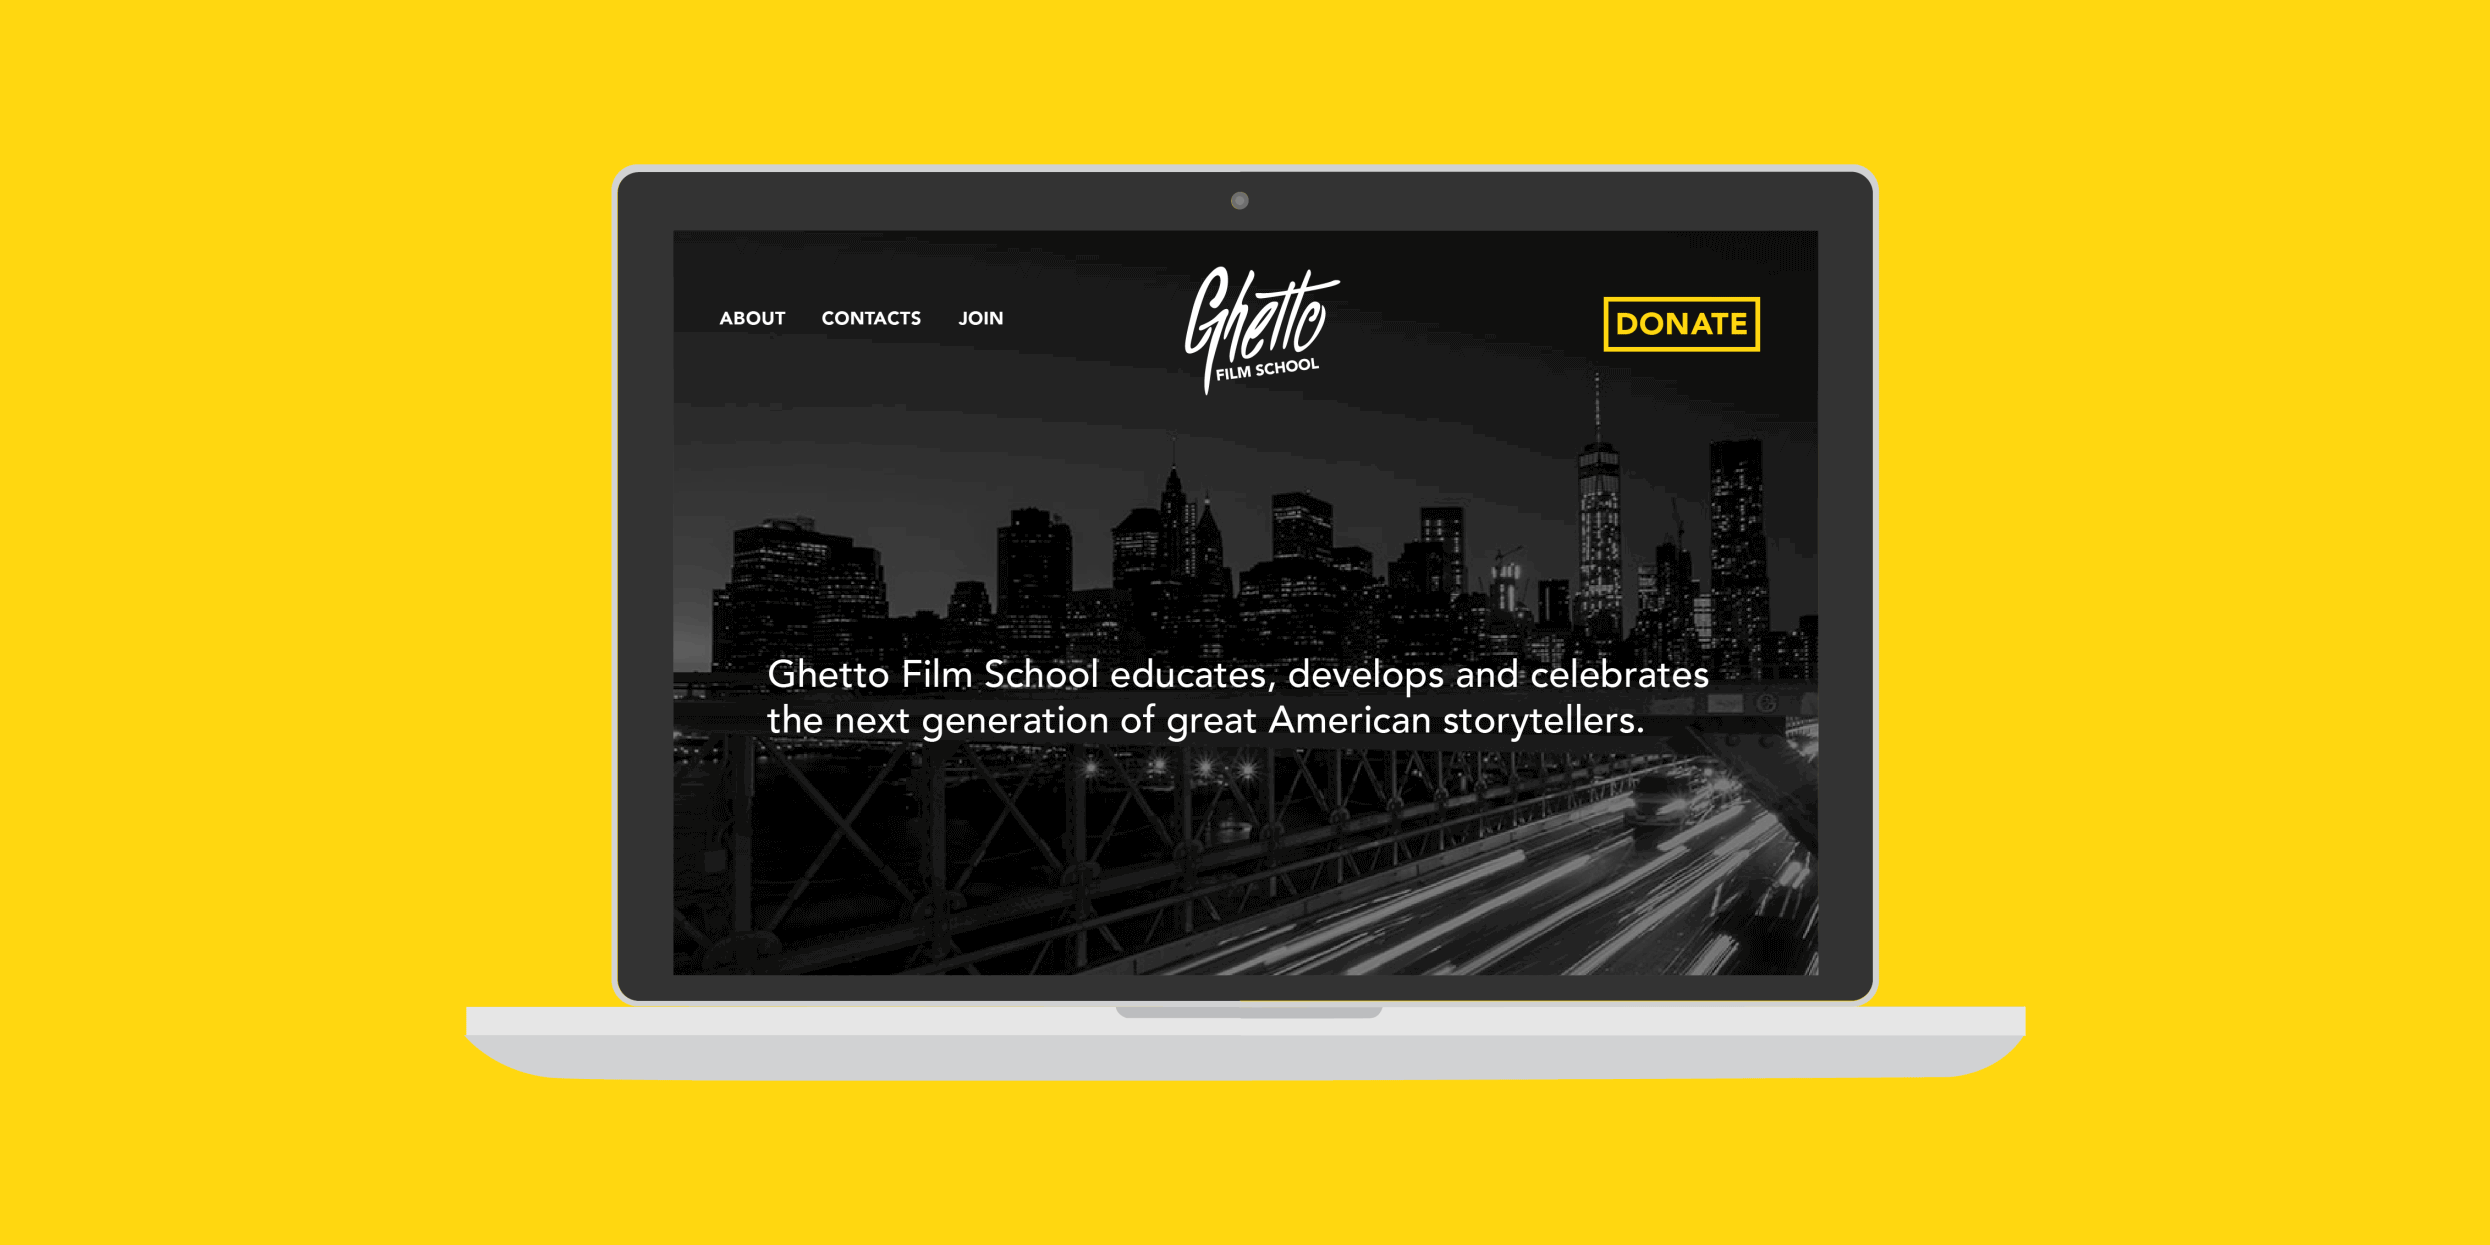 ABOUT CONTACTS JOIN
Ghetto
FILM SCHOOL
DONATE
Ghetto Film School educates, develops and celebrates
the next generation of great American storytellers.